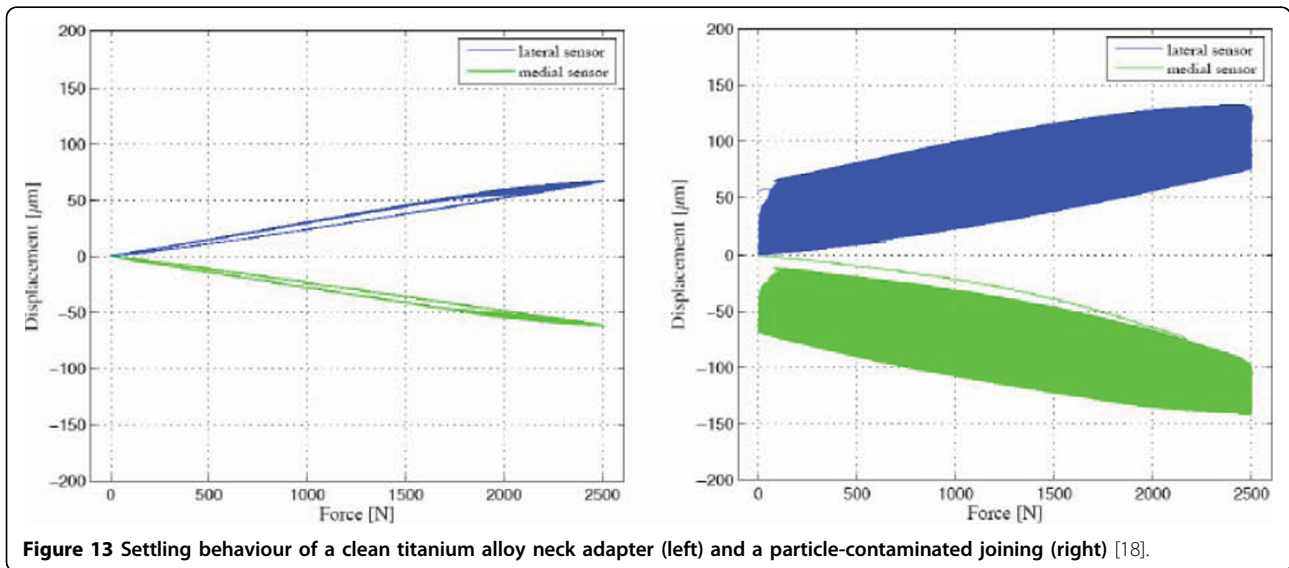 200
150
100
50
0
−50
−100
−150
−200
Displacement [μm]
lateral sensor
medial sensor
0 500 1000 1500 2000 2500
Force [N]
200
150
100
50
0
−50
−100
−150
−200
Displacement [μm]
lateral sensor
medial sensor
0 500 1000 1500 2000 2500
Force [N]
Figure 13 Settling behaviour of a clean titanium alloy neck adapter (left) and a particle-contaminated joining (right) [18].